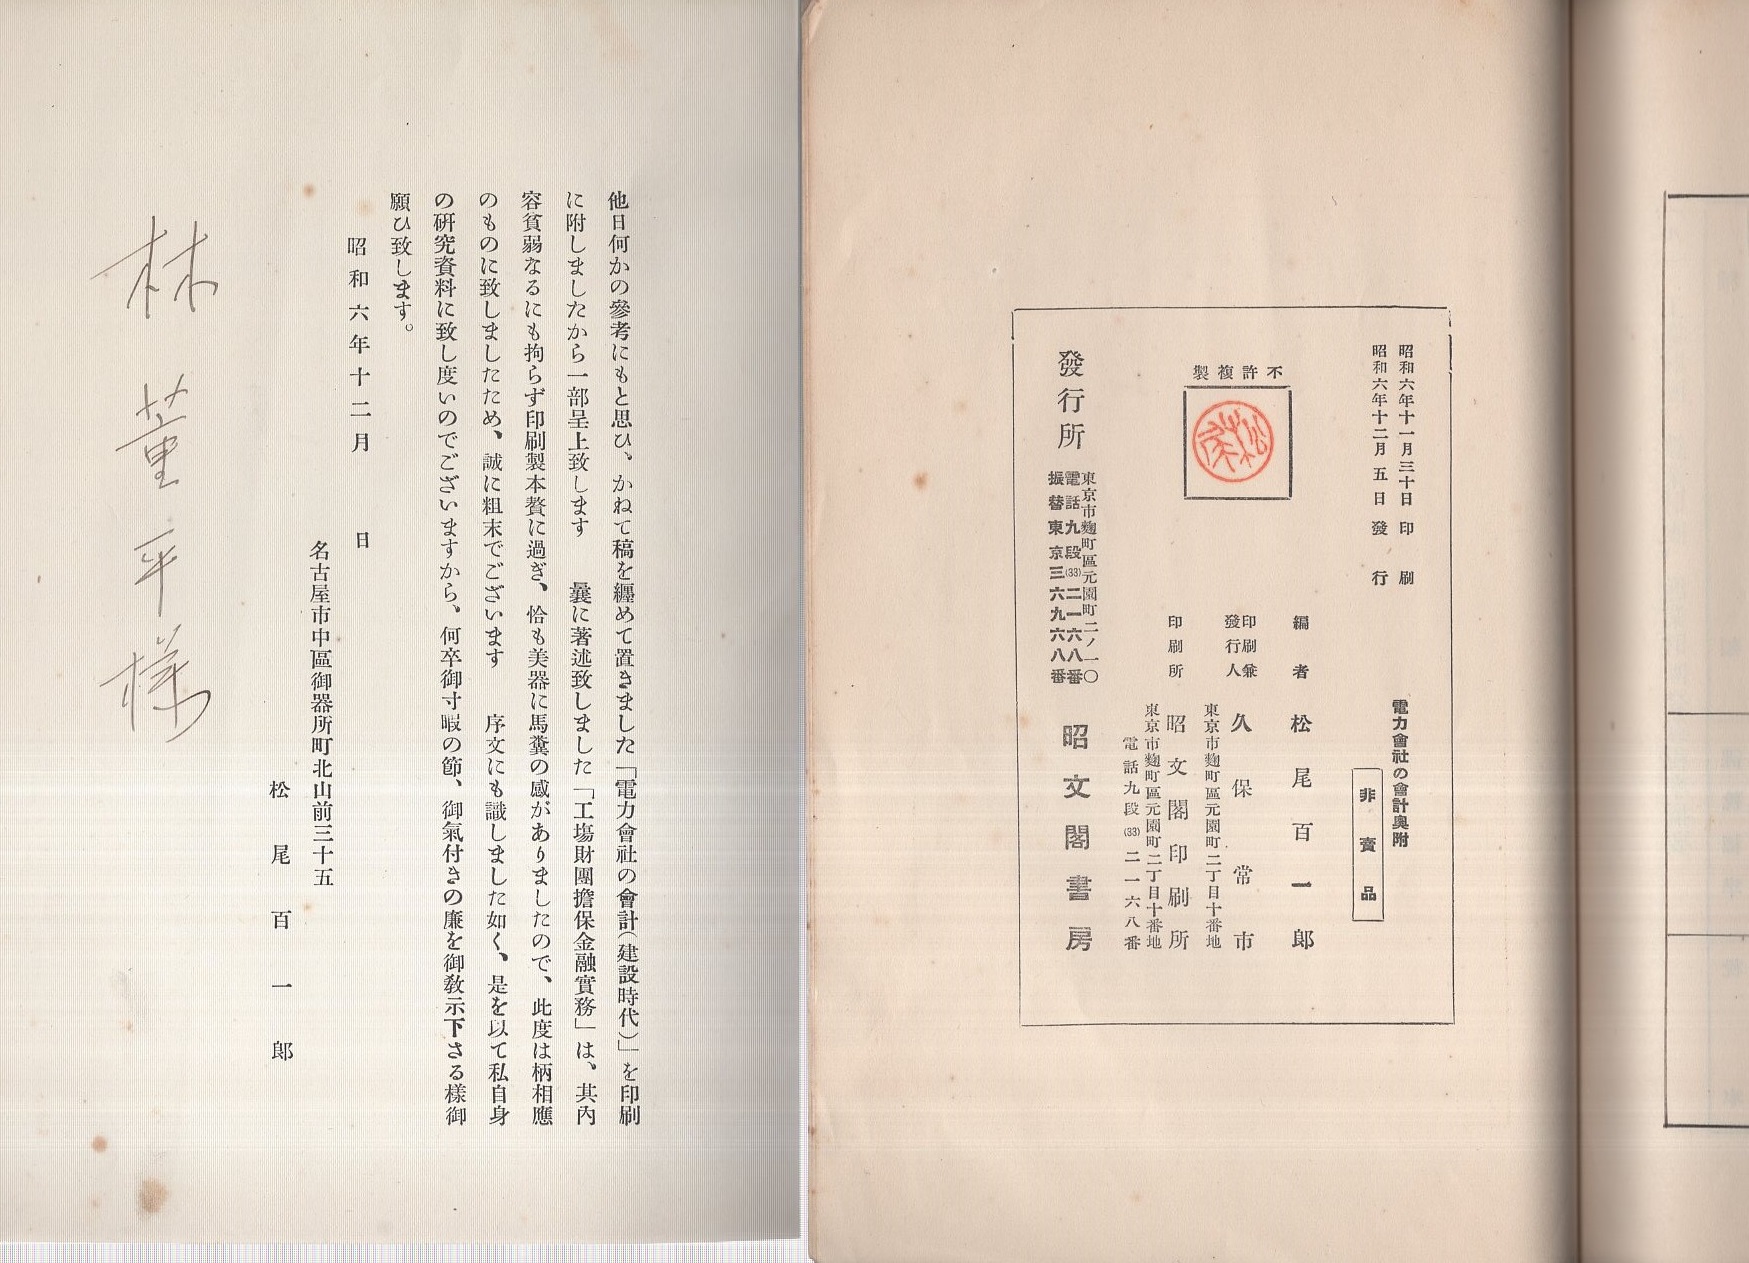 他日何かの參考にもと思ひ、かねて稿を纏めて置きました「電力會社の會計(建設時代)」を印刷
に附しましたから一部呈上致します　曩に著述致しました「工場財團擔保金融實務」は、其內
容貧弱なるにも拘らず印刷製本贅に過ぎ、恰も美器に馬糞の感がありましたので、此度は柄相應
のものに致しましたため、誠に粗末でございます　序文にも識しました如く、是を以て私自身
の硏究資料に致し度いのでございますから、何卒御寸暇の節、御氣付きの廉を御敎示下さる樣御
願ひ致します。
昭和六年十二月　日
名古屋市中區御器所町北山前三十五
松尾百一郎
林董平様
昭和六年十一月三十日印刷
昭和六年十二月五日發行
電力會社の會計奧附
非賣品
不許複製
編者　松尾百一郎
印刷兼發行人　久保常市
東京市麴町區元園町二丁目十番地
印刷所　昭文閣印刷所
東京市麴町區元園町二丁目十番地
電話九段(33)二一六八番
發行所　昭文閣書房
東京市麴町區元園町二ノ一〇
電話九段(33)二一六八番
振替東京三六九六八番